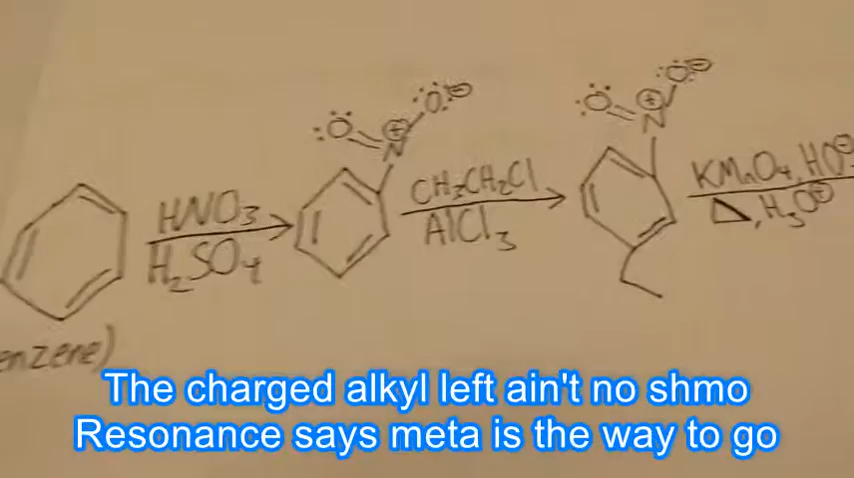 HNO₃
H₂SO₄
CH₃CH₂Cl
AlCl₃
KMnO₄, HO⊖
Δ, H₃O⊕
:Ö = N⊕ Ö:⊖
:Ö = N⊕ Ö:⊖
enzene)
The charged alkyl left ain't no shmo
Resonance says meta is the way to go